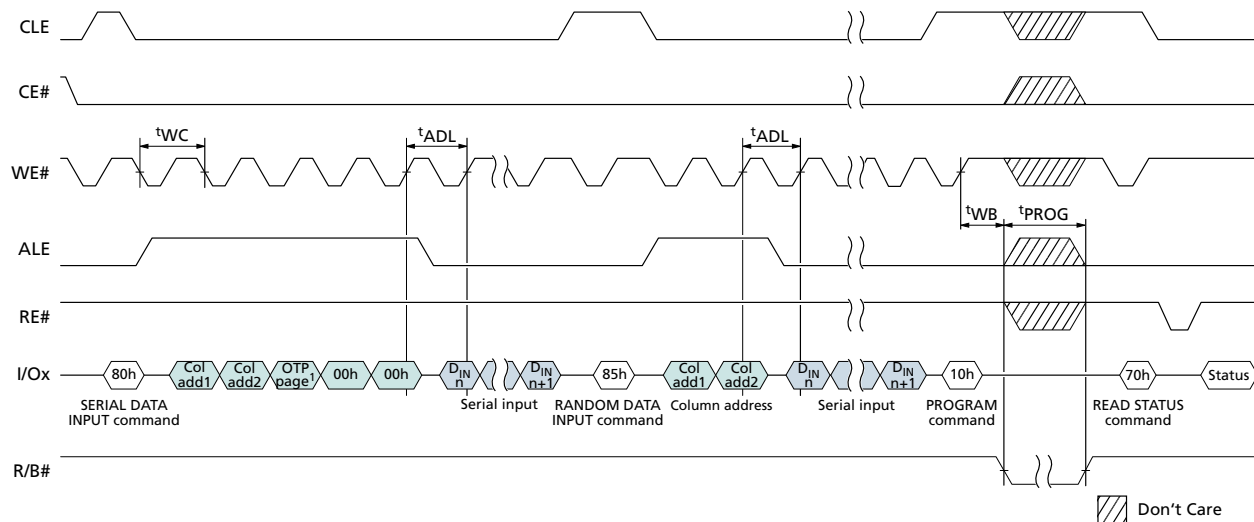 CLE
CE#
tWC
tADL
tADL
WE#
tWB
tPROG
ALE
RE#
I/Ox
80h
Col
add1
Col
add2
OTP
page1
00h
00h
DIN
n
DIN
n+1
85h
Col
add1
Col
add2
DIN
n
DIN
n+1
10h
70h
Status
SERIAL DATA
INPUT command
Serial input
RANDOM DATA
INPUT command
Column address
Serial input
PROGRAM
command
READ STATUS
command
R/B#
Don't Care